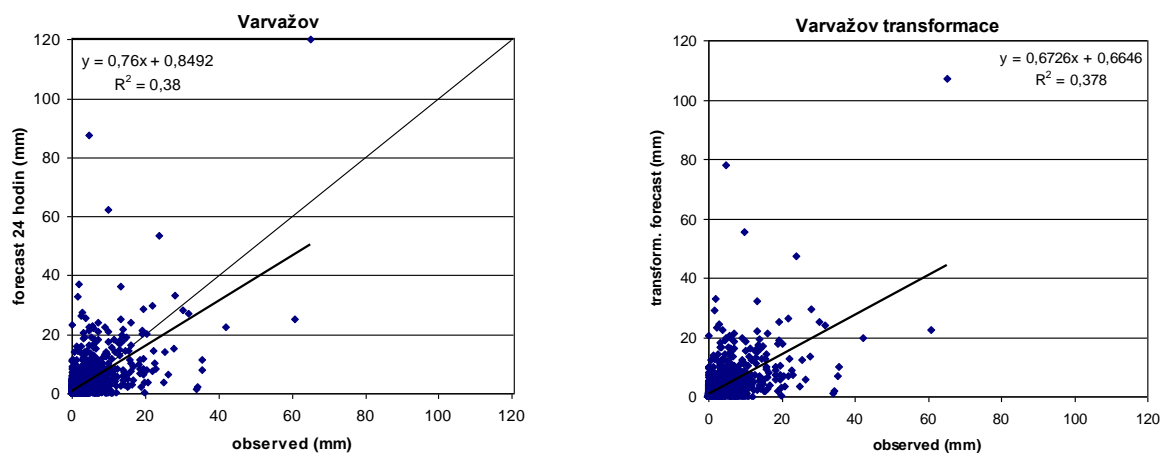 Varvažov
y = 0,76x + 0,8492
R² = 0,38
forecast 24 hodin (mm)
120
100
80
60
40
20
0
0 20 40 60 80 100 120
observed (mm)
Varvažov transformace
y = 0,6726x + 0,6646
R² = 0,378
transform. forecast (mm)
120
100
80
60
40
20
0
0 20 40 60 80 100 120
observed (mm)